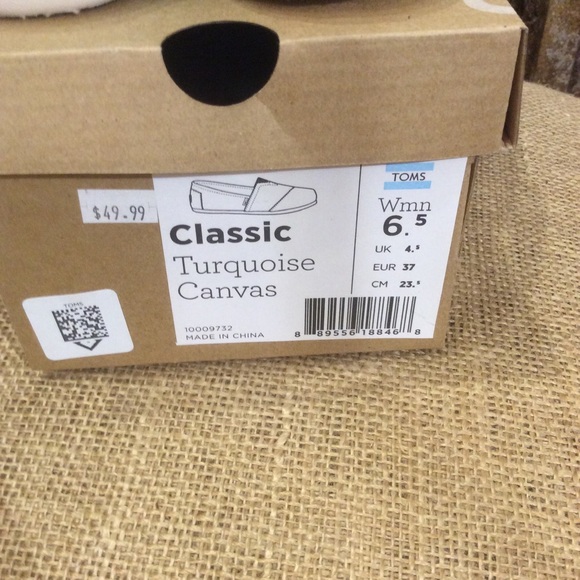 $49.99
Classic
Turquoise
Canvas
10009732
MADE IN CHINA
TOMS
Wmn
6.5
UK 4.5
EUR 37
CM 23.5
8 89556 18846 8
TOMS